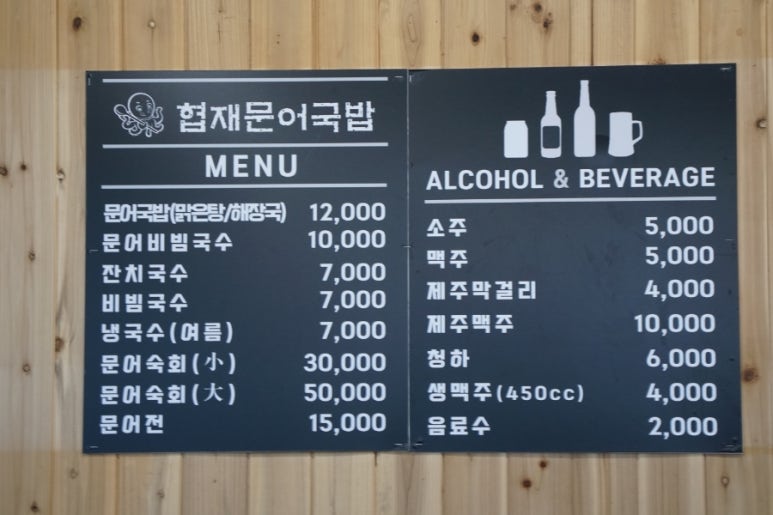 협재문어국밥
MENU
문어국밥(맑은탕/해장국) 12,000
문어비빔국수 10,000
잔치국수 7,000
비빔국수 7,000
냉국수(여름) 7,000
문어숙회(小) 30,000
문어숙회(大) 50,000
문어전 15,000
ALCOHOL & BEVERAGE
소주 5,000
맥주 5,000
제주막걸리 4,000
제주맥주 10,000
청하 6,000
생맥주(450cc) 4,000
음료수 2,000